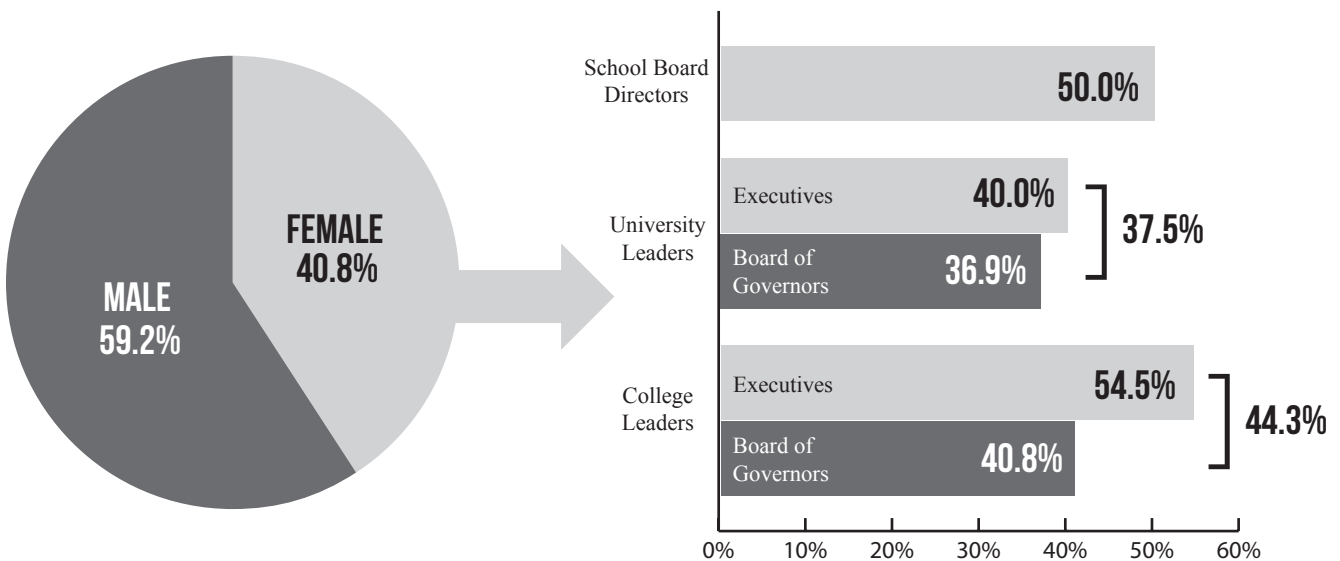 FEMALE
40.8%
MALE
59.2%
School Board
Directors
50.0%
University
Leaders
Executives
40.0%
Board of
Governors
36.9%
37.5%
College
Leaders
Executives
54.5%
Board of
Governors
40.8%
44.3%
0% 10% 20% 30% 40% 50% 60%